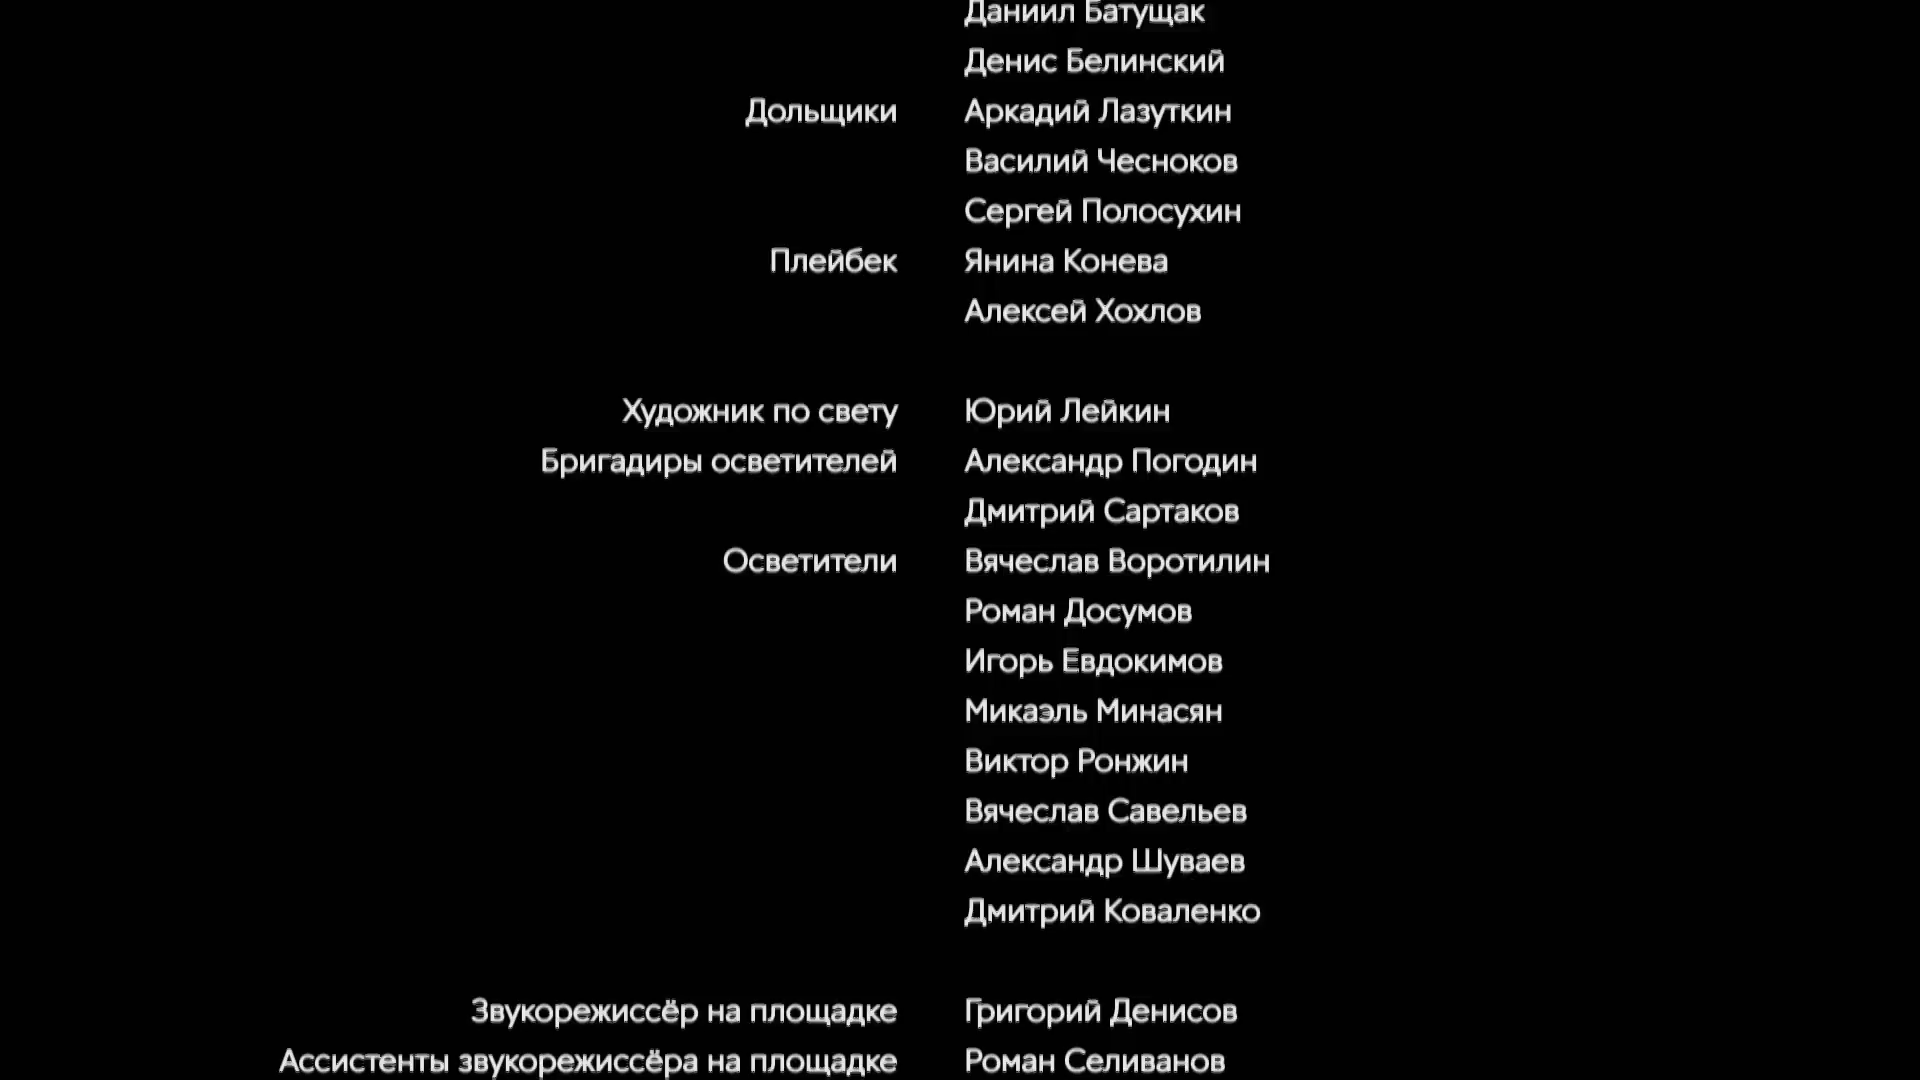 Даниил Батущак
Денис Белинский
Дольщики Аркадий Лазуткин
Василий Чесноков
Сергей Полосухин
Плейбек Янина Конева
Алексей Хохлов
Художник по свету Юрий Лейкин
Бригадиры осветителей Александр Погодин
Дмитрий Сартаков
Осветители Вячеслав Воротилин
Роман Досумов
Игорь Евдокимов
Микаэль Минасян
Виктор Ронжин
Вячеслав Савельев
Александр Шуваев
Дмитрий Коваленко
Звукорежиссёр на площадке Григорий Денисов
Ассистенты звукорежиссёра на площадке Роман Селиванов